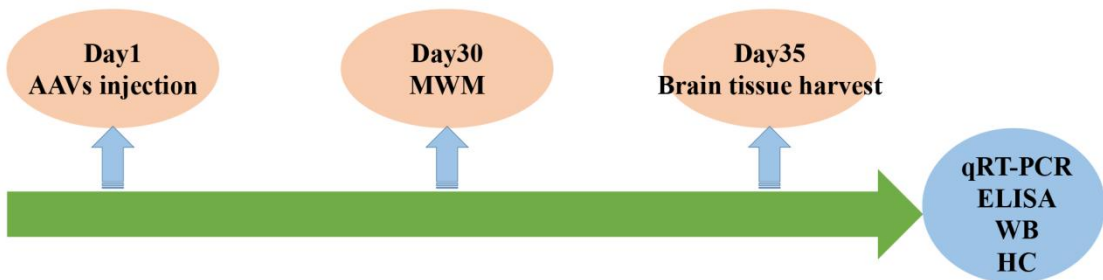 Day1
AAVs injection
Day30
MWM
Day35
Brain tissue harvest
qRT-PCR
ELISA
WB
HC